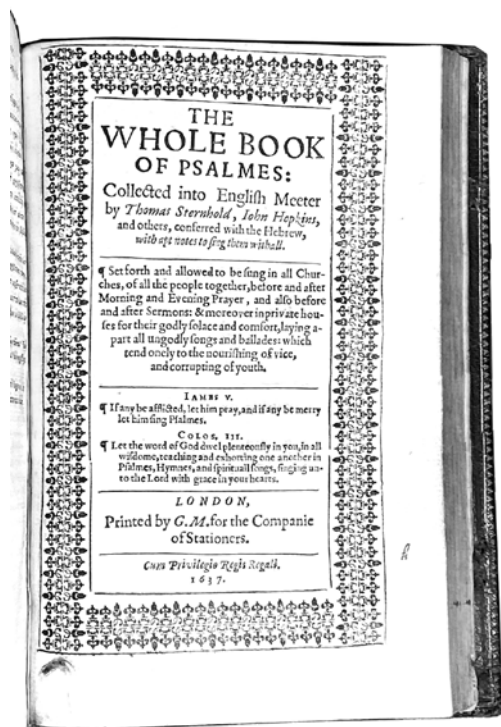 THE
WHOLE BOOK
OF PSALMES:
Collected into Engliſh Meeter
by Thomas Sternhold, Iohn Hopkins,
and others, conferred with the Hebrew,
with apt notes to ſing them withall.
¶ Set forth and allowed to be ſung in all Chur-
ches, of all the people together, before and after
Morning and Evening Prayer, and alſo before
and after Sermons: & moreover in private hou-
ſes for their godly ſolace and comfort, laying a-
part all ungodly ſongs and ballades: which
tend onely to the nouriſhing of vice,
and corrupting of youth.
IAMES V.
¶ If any be afflicted, let him pray, and if any be merry
let him ſing Pſalmes.
COLOS. III.
¶ Let the word of God dwel plenteouſly in you, in all
wiſdome, teaching and exhorting one another in
Pſalmes, Hymnes, and ſpirituall ſongs, ſinging un-
to the Lord with grace in your hearts.
LONDON,
Printed by G.M. for the Companie
of Stationers.
Cum Privilegio Regis Regali.
1637.